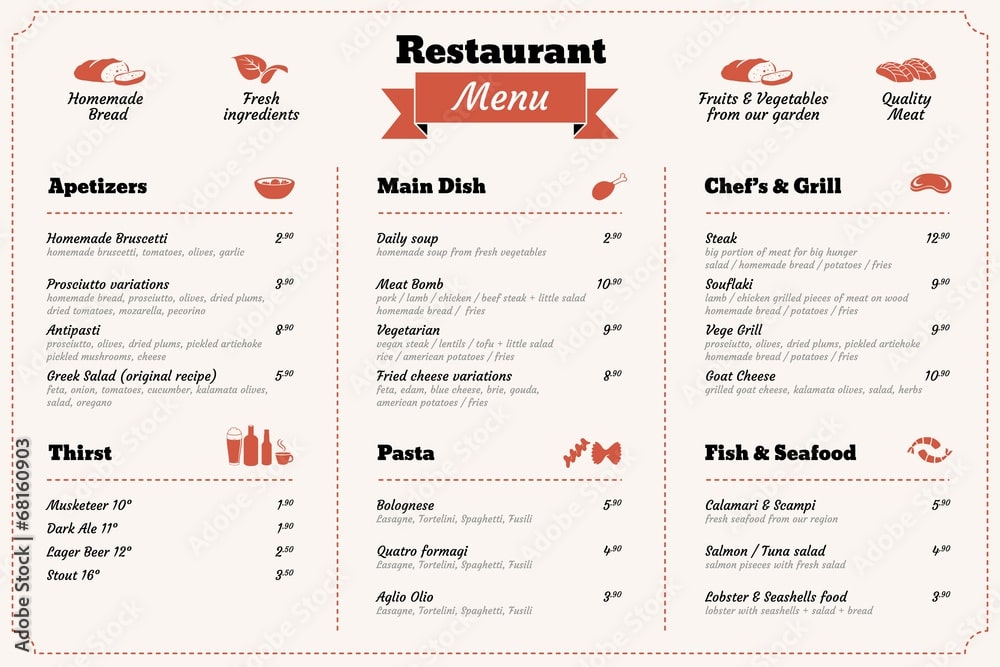 Restaurant
Menu
Homemade
Bread
Fresh
ingredients
Fruits & Vegetables
from our garden
Quality
Meat
Apetizers
Homemade Bruscetti 2.90
homemade bruscetti, tomatoes, olives, garlic
Prosciutto variations 3.90
homemade bread, prosciutto, olives, dried plums,
dried tomatoes, mozarella, pecorino
Antipasti 8.90
prosciutto, olives, dried plums, pickled artichoke
pickled mushrooms, cheese
Greek Salad (original recipe) 5.90
feta, onion, tomatoes, cucumber, kalamata olives,
salad, oregano
Thirst
Musketeer 10° 1.90
Dark Ale 11° 1.90
Lager Beer 12° 2.50
Stout 16° 3.50
Main Dish
Daily soup 2.90
homemade soup from fresh vegetables
Meat Bomb 10.90
pork / lamb / chicken / beef steak + little salad
homemade bread / fries
Vegetarian 9.90
vegan steak / lentils / tofu + little salad
rice / american potatoes / fries
Fried cheese variations 8.90
feta, edam, blue cheese, brie, gouda,
american potatoes / fries
Pasta
Bolognese 5.90
Lasagne, Tortelini, Spaghetti, Fusili
Quatro formagi 4.90
Lasagne, Tortelini, Spaghetti, Fusili
Aglio Olio 3.90
Lasagne, Tortelini, Spaghetti, Fusili
Chef's & Grill
Steak 12.90
big portion of meat for big hunger
salad / homemade bread / potatoes / fries
Souflaki 9.90
lamb / chicken grilled pieces of meat on wood
homemade bread / potatoes / fries
Vege Grill 9.90
prosciutto, olives, dried plums, pickled artichoke
homemade bread / potatoes / fries
Goat Cheese 10.90
grilled goat cheese, kalamata olives, salad, herbs
Fish & Seafood
Calamari & Scampi 5.90
fresh seafood from our region
Salmon / Tuna salad 4.90
salmon piseces with fresh salad
Lobster & Seashells food 3.90
lobster with seashells + salad + bread
Adobe Stock | #68160903